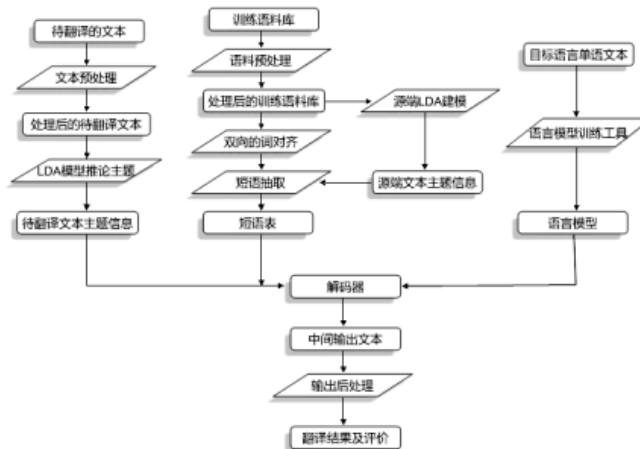 待翻译的文本
文本预处理
处理后的待翻译文本
LDA模型推论主题
待翻译文本主题信息
训练语料库
语料预处理
处理后的训练语料库
双向的词对齐
短语抽取
短语表
源端LDA建模
源端文本主题信息
目标语言单语文本
语言模型训练工具
语言模型
解码器
中间输出文本
输出后处理
翻译结果及评价